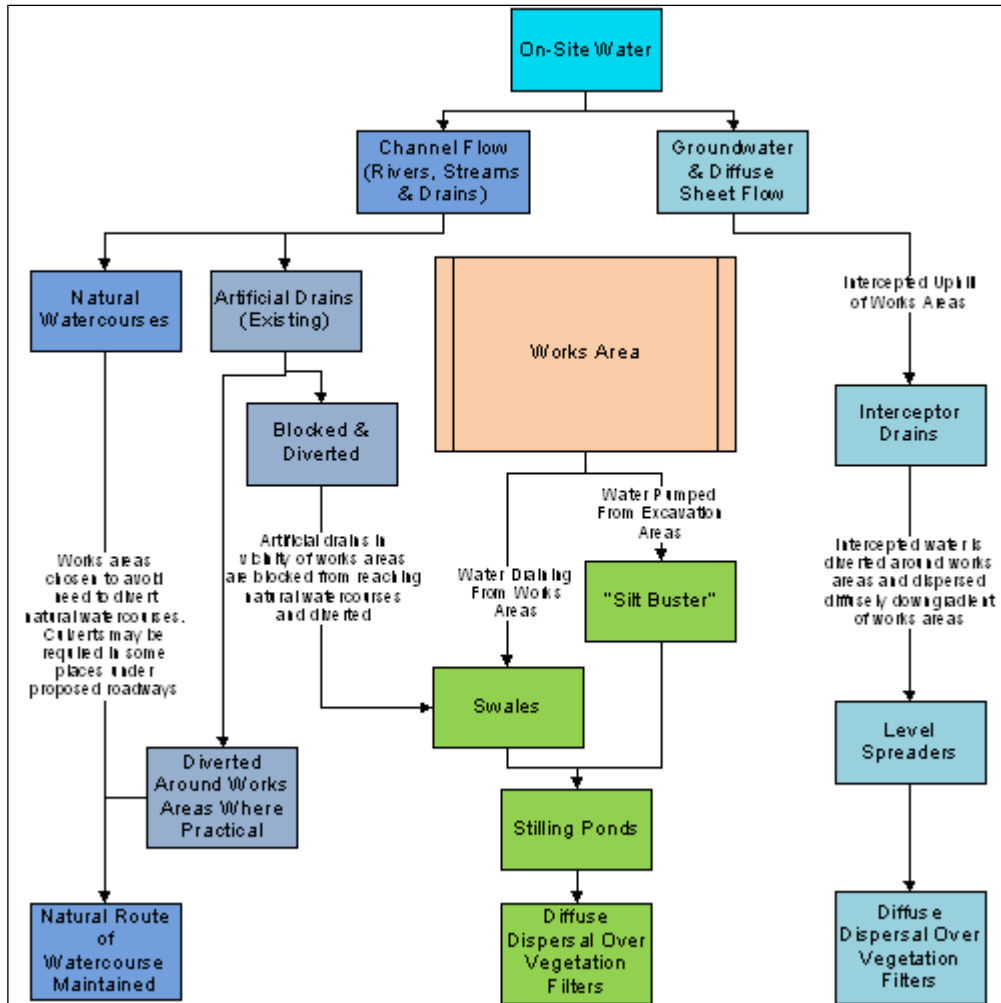 On-Site Water
Channel Flow
(Rivers, Streams
& Drains)
Groundwater
& Diffuse
Sheet Flow
Natural
Watercourses
Artificial Drains
(Existing)
Works Area
Intercepted Uphill
of Works Areas
Blocked &
Diverted
Interceptor
Drains
Water Pumped
From Excavation
Areas
Works areas
chosen to avoid
need to divert
natural watercourses.
Culverts may be
required in some
places under
proposed roadways
Artificial drains in
vicinity of works areas
are blocked from reaching
natural watercourses
and diverted
Water Draining
From Works
Areas
"Silt Buster"
Intercepted water is
diverted around works
areas and dispersed
diffusely downgradient
of works areas
Swales
Level
Spreaders
Diverted
Around Works
Areas Where
Practical
Stilling Ponds
Natural Route
of
Watercourse
Maintained
Diffuse
Dispersal Over
Vegetation
Filters
Diffuse
Dispersal Over
Vegetation
Filters